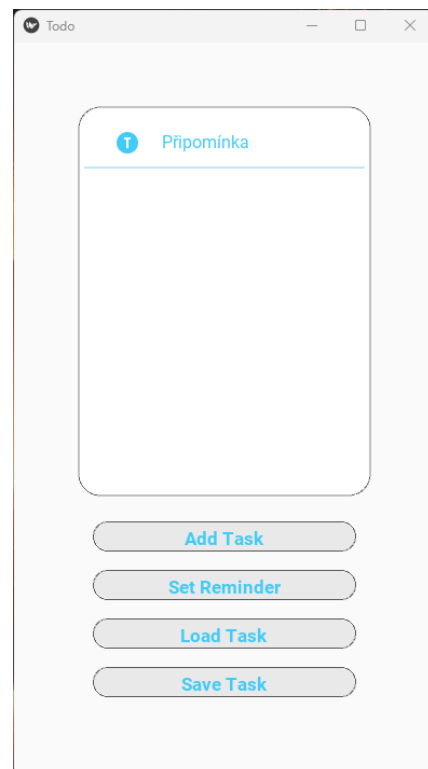 Todo
T Připomínka
Add Task
Set Reminder
Load Task
Save Task